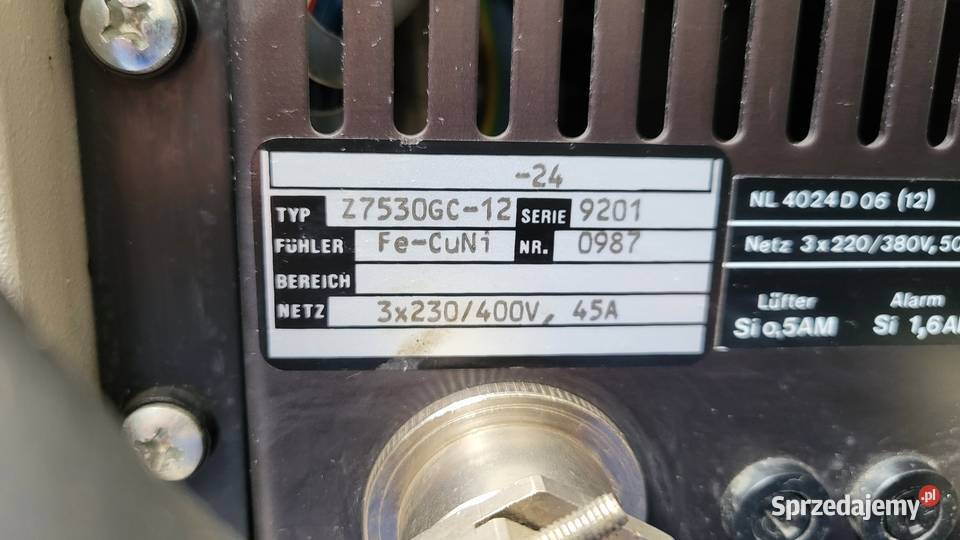 -24
TYP Z7530GC-12 SERIE 9201
FÜHLER Fe-CuNi NR. 0987
BEREICH
NETZ 3x230/400V, 45A
NL 4024 D 06 (12)
Netz 3x220/380V, 50
Lüfter Alarm
Si 0,5AM Si 1,6A
Sprzedajemy.pl